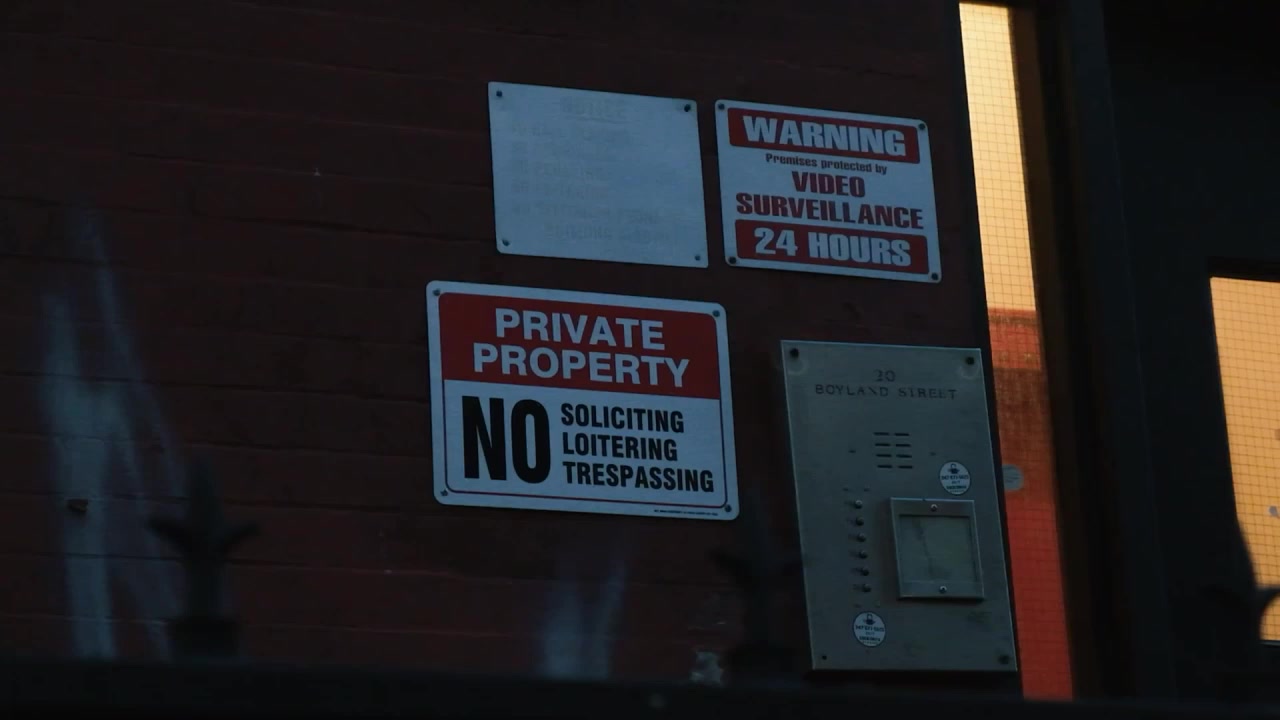 WARNING
Premises protected by
VIDEO
SURVEILLANCE
24 HOURS
PRIVATE
PROPERTY
NO
SOLICITING
LOITERING
TRESPASSING
30
BOYLAND STREET